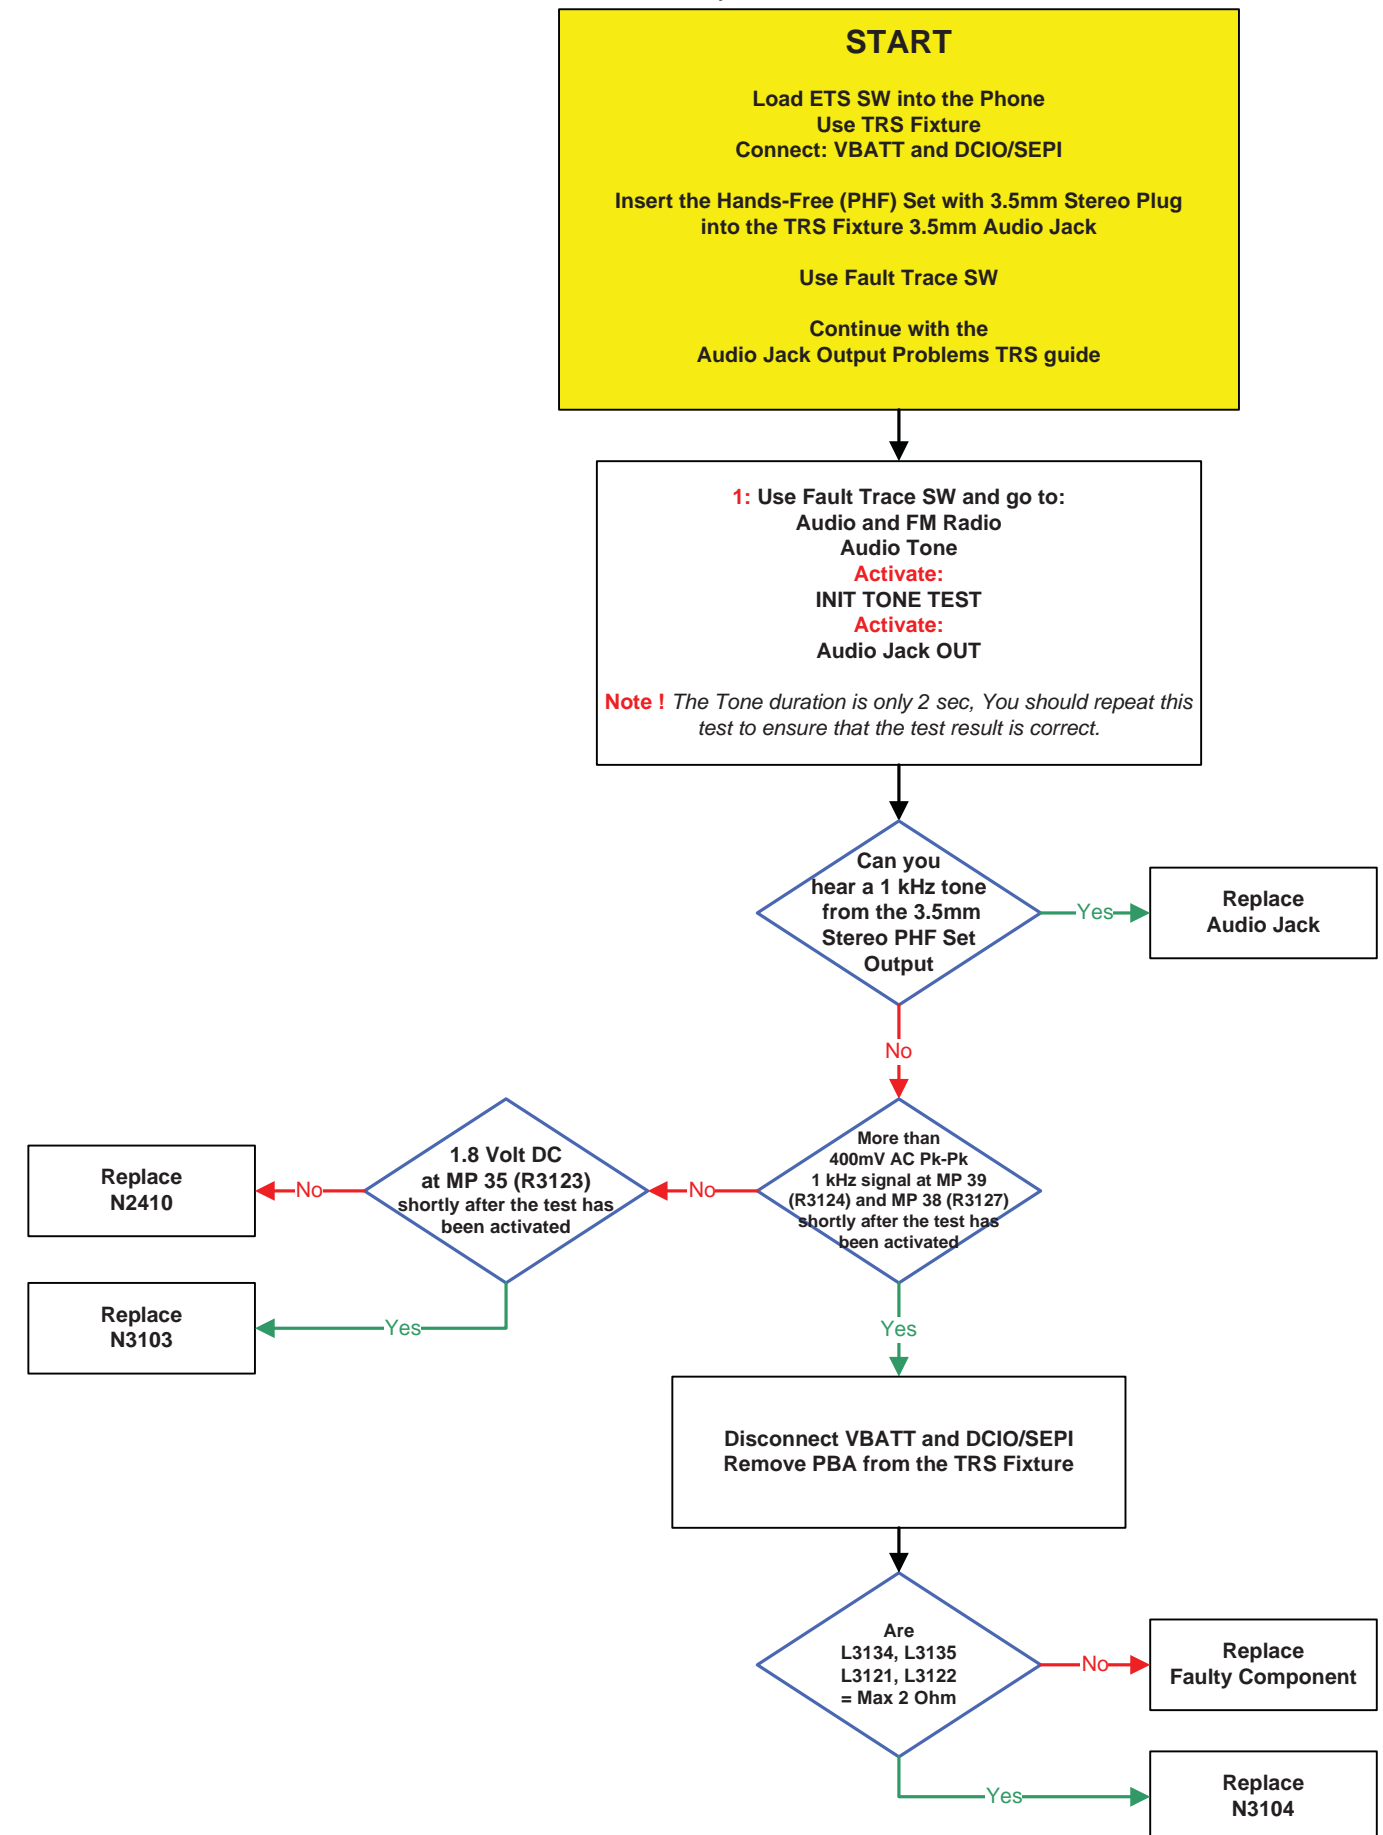 START
Load ETS SW into the Phone
Use TRS Fixture
Connect: VBATT and DCIO/SEPI
Insert the Hands-Free (PHF) Set with 3.5mm Stereo Plug
into the TRS Fixture 3.5mm Audio Jack
Use Fault Trace SW
Continue with the
Audio Jack Output Problems TRS guide
1: Use Fault Trace SW and go to:
Audio and FM Radio
Audio Tone
Activate:
INIT TONE TEST
Activate:
Audio Jack OUT
Note ! The Tone duration is only 2 sec, You should repeat this
test to ensure that the test result is correct.
Can you
hear a 1 kHz tone
from the 3.5mm
Stereo PHF Set
Output
Yes
Replace
Audio Jack
No
More than
400mV AC Pk-Pk
1 kHz signal at MP 39
(R3124) and MP 38 (R3127)
shortly after the test has
been activated
No
1.8 Volt DC
at MP 35 (R3123)
shortly after the test has
been activated
No
Replace
N2410
Yes
Replace
N3103
Yes
Disconnect VBATT and DCIO/SEPI
Remove PBA from the TRS Fixture
Are
L3134, L3135
L3121, L3122
= Max 2 Ohm
No
Replace
Faulty Component
Yes
Replace
N3104